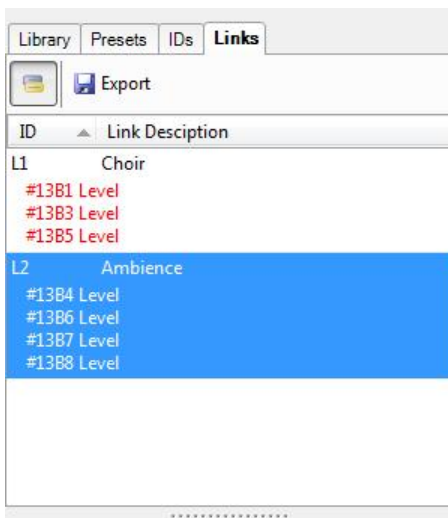 Library Presets IDs Links
Export
ID Link Desciption
L1 Choir
#13B1 Level
#13B3 Level
#13B5 Level
L2 Ambience
#13B4 Level
#13B6 Level
#13B7 Level
#13B8 Level